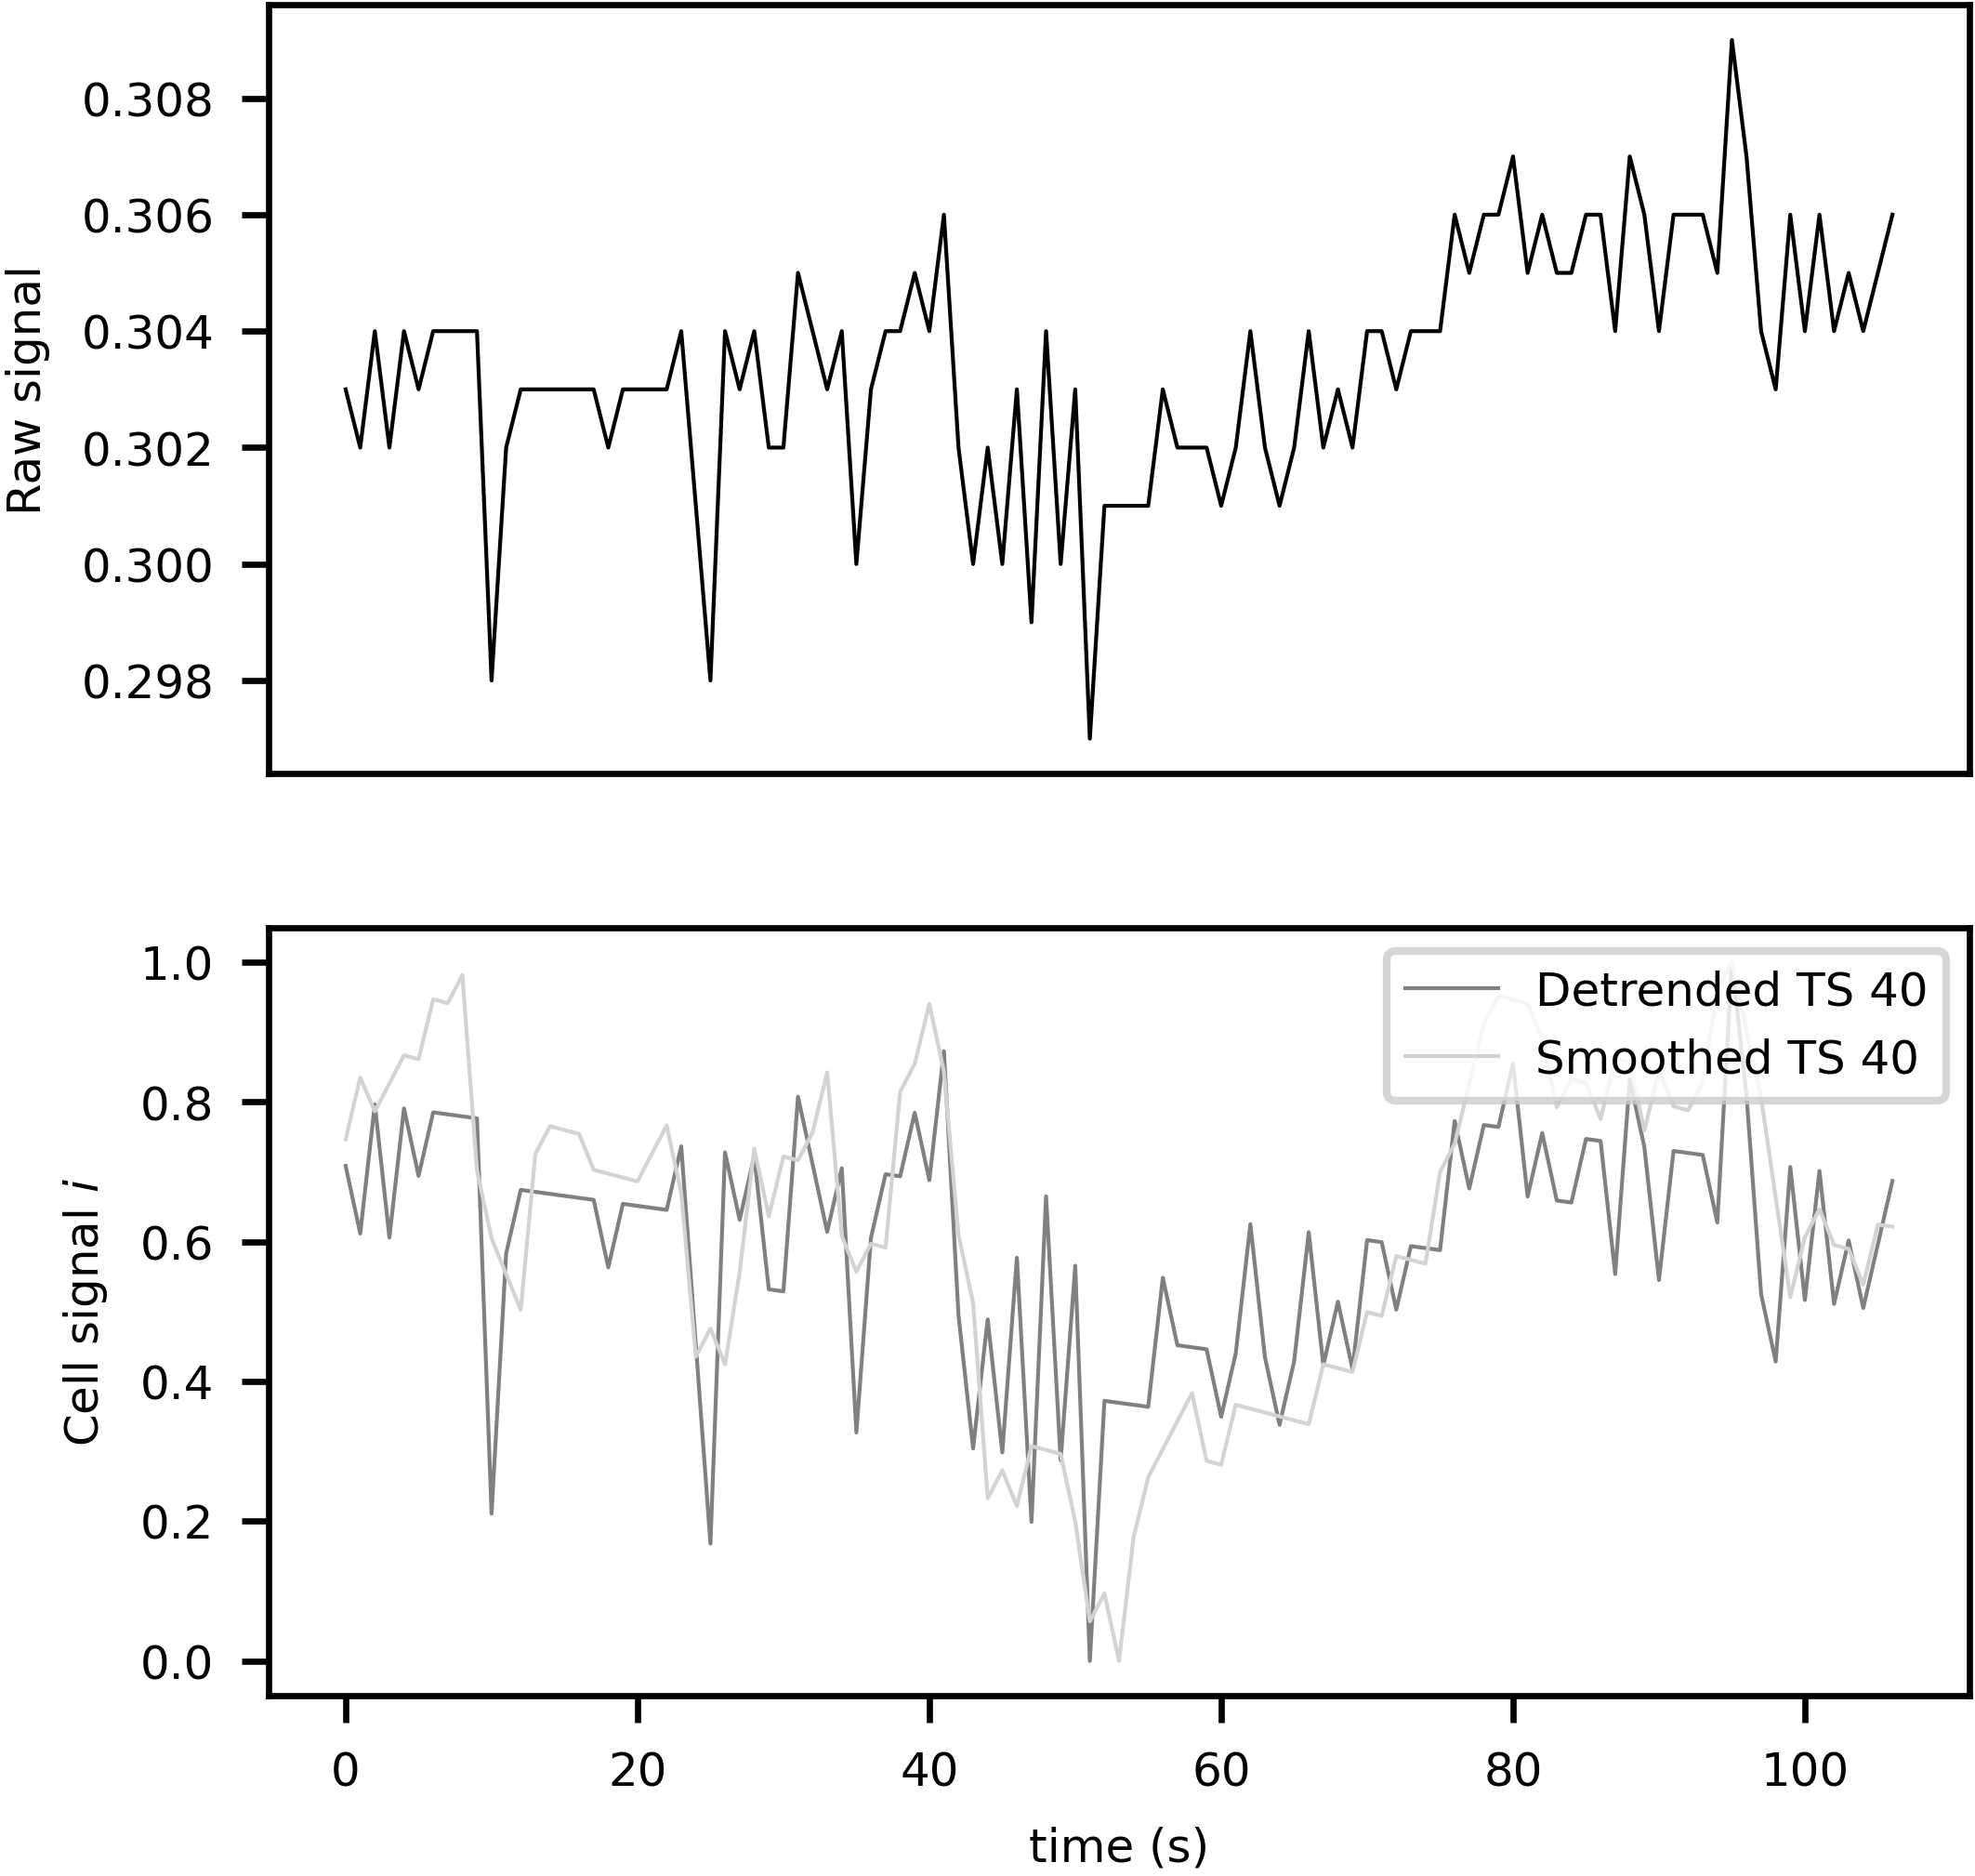 Raw signal
0.308
0.306
0.304
0.302
0.300
0.298
Cell signal i
1.0
0.8
0.6
0.4
0.2
0.0
Detrended TS 40
Smoothed TS 40
0 20 40 60 80 100
time (s)